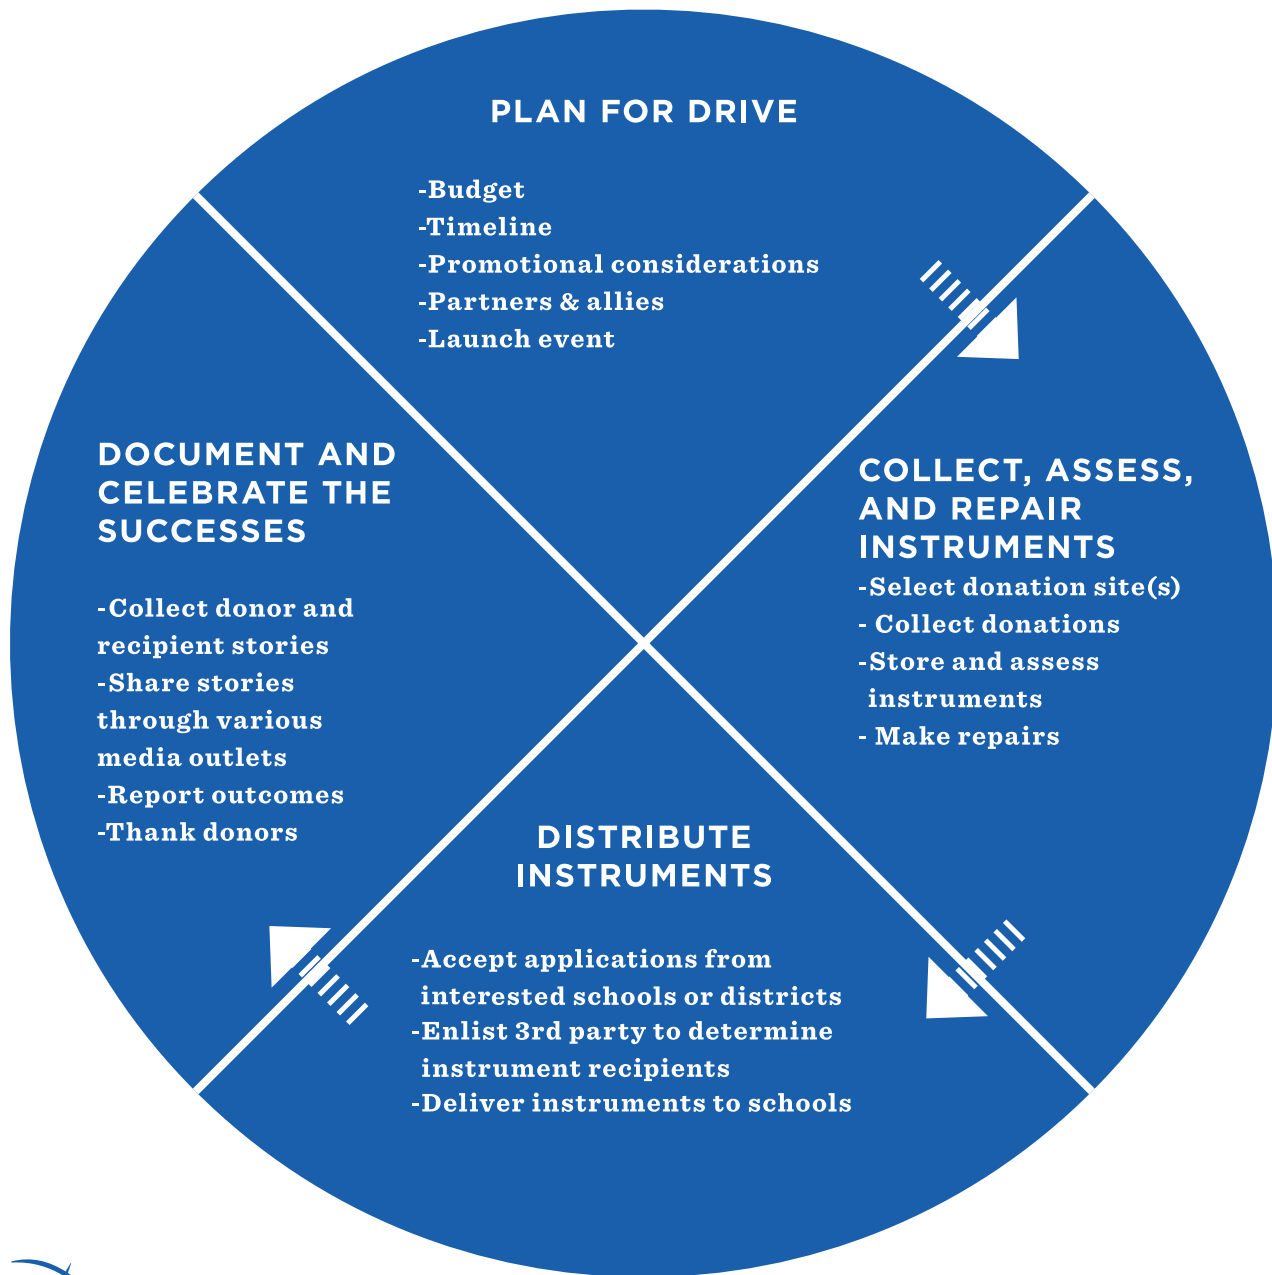 PLAN FOR DRIVE
-Budget
-Timeline
-Promotional considerations
-Partners & allies
-Launch event
COLLECT, ASSESS,
AND REPAIR
INSTRUMENTS
-Select donation site(s)
- Collect donations
-Store and assess
instruments
- Make repairs
DISTRIBUTE
INSTRUMENTS
-Accept applications from
interested schools or districts
-Enlist 3rd party to determine
instrument recipients
-Deliver instruments to schools
DOCUMENT AND
CELEBRATE THE
SUCCESSES
-Collect donor and
recipient stories
-Share stories
through various
media outlets
-Report outcomes
-Thank donors